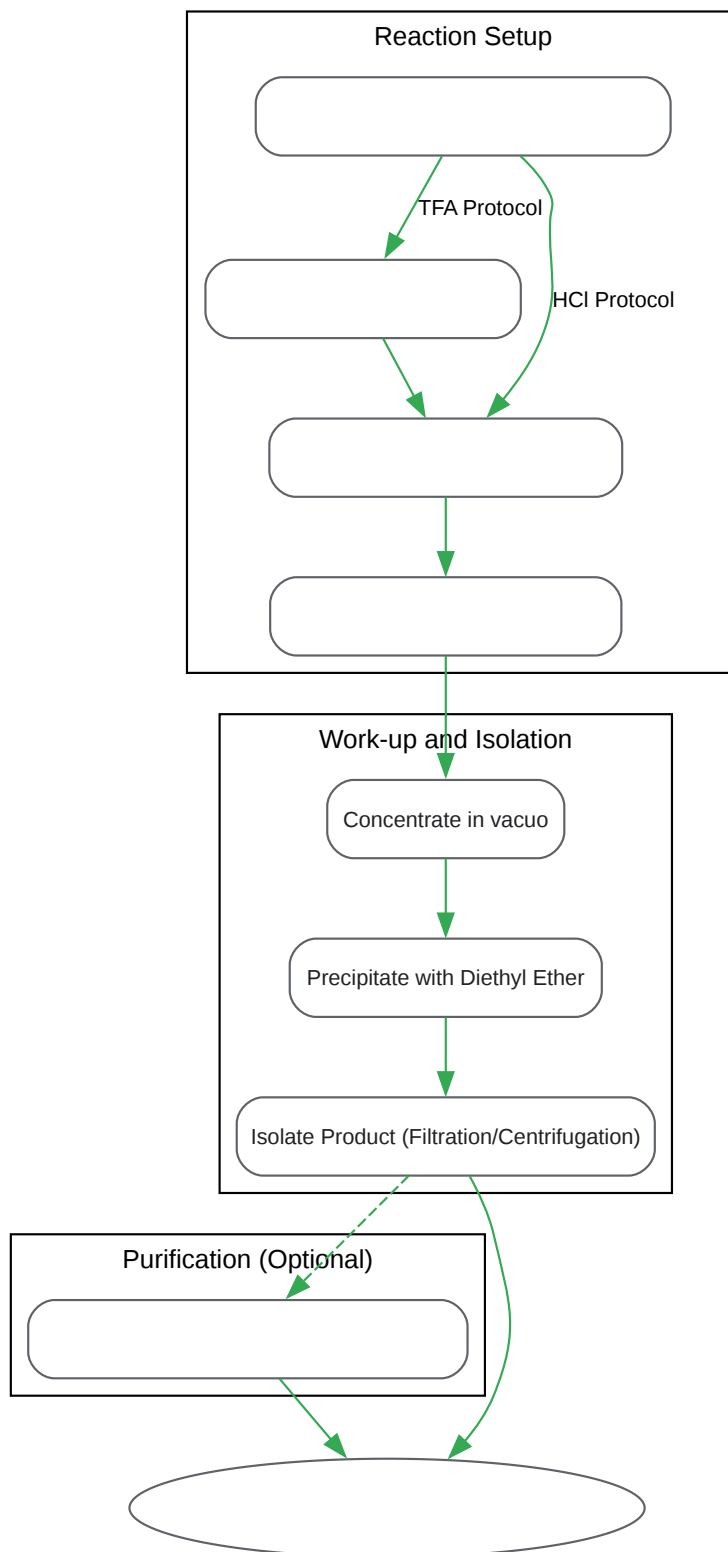 Reaction Setup
TFA Protocol
HCl Protocol
Work-up and Isolation
Concentrate in vacuo
Precipitate with Diethyl Ether
Isolate Product (Filtration/Centrifugation)
Purification (Optional)